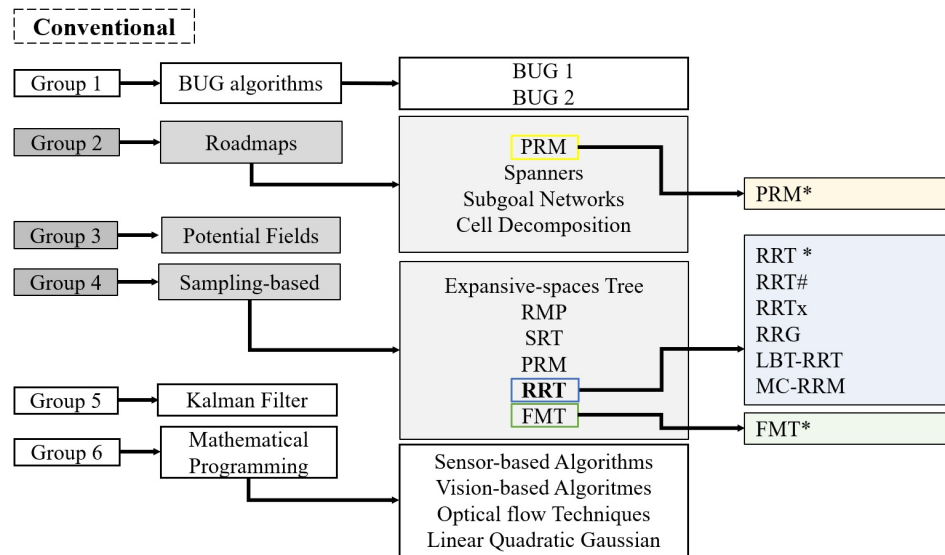 Conventional
Group 1
BUG algorithms
BUG 1
BUG 2
Group 2
Roadmaps
PRM
Spanners
Subgoal Networks
Cell Decomposition
PRM*
Group 3
Potential Fields
Group 4
Sampling-based
Expansive-spaces Tree
RMP
SRT
PRM
RRT
FMT
RRT *
RRT#
RRTx
RRG
LBT-RRT
MC-RRM
FMT*
Group 5
Kalman Filter
Group 6
Mathematical
Programming
Sensor-based Algorithms
Vision-based Algoritmes
Optical flow Techniques
Linear Quadratic Gaussian